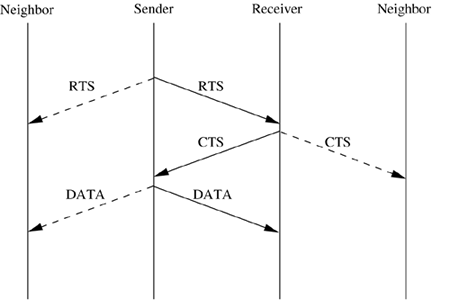 Neighbor Sender Receiver Neighbor
RTS RTS
CTS CTS
DATA DATA